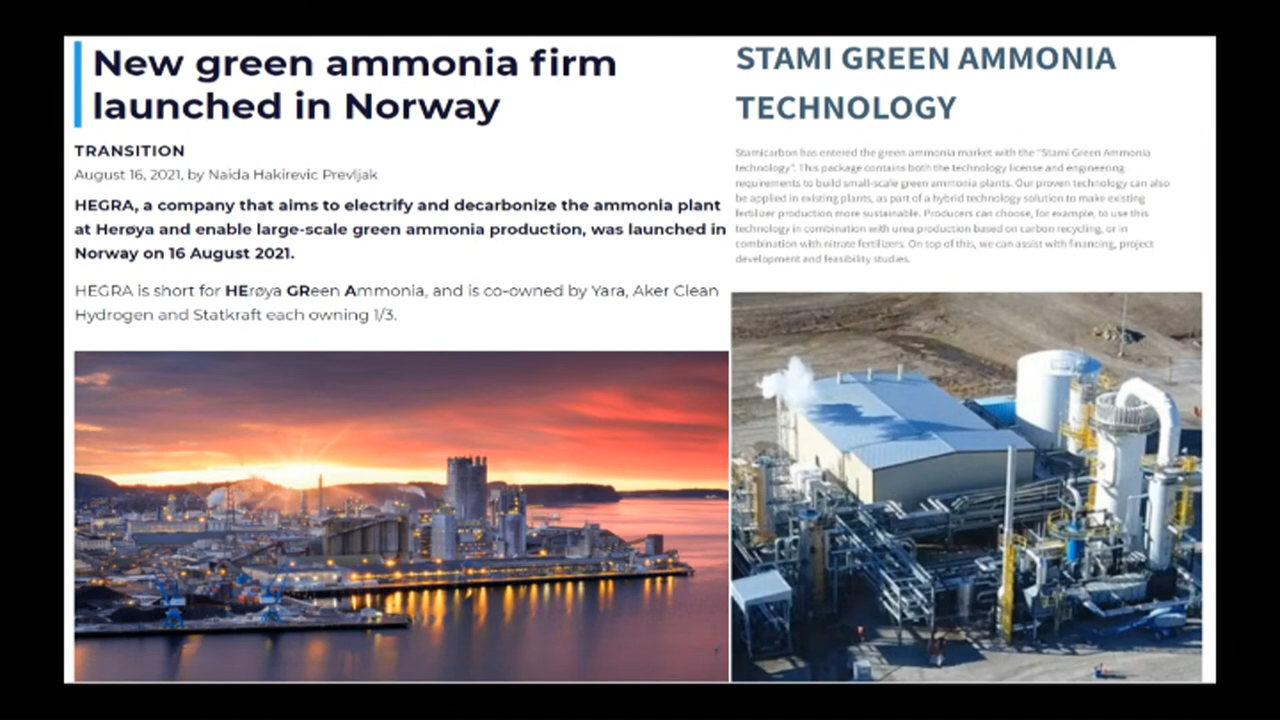 New green ammonia firm
launched in Norway
TRANSITION
August 16, 2021, by Naida Hakirevic Prevljak
HEGRA, a company that aims to electrify and decarbonize the ammonia plant
at Herøya and enable large-scale green ammonia production, was launched in
Norway on 16 August 2021.
HEGRA is short for HErøya GReen Ammonia, and is co-owned by Yara, Aker Clean
Hydrogen and Statkraft each owning 1/3.
STAMI GREEN AMMONIA
TECHNOLOGY
Stamicarbon has entered the green ammonia market with the "Stami Green Ammonia
technology". This package contains both the technology license and engineering
requirements to build small-scale green ammonia plants. Our proven technology can also
be applied in existing plants, as part of a hybrid technology solution to make existing
fertilizer production more sustainable. Producers can choose, for example, to use this
technology in combination with urea production based on carbon recycling, or in
combination with nitrate fertilizers. On top of this, we can assist with financing, project
development and feasibility studies.